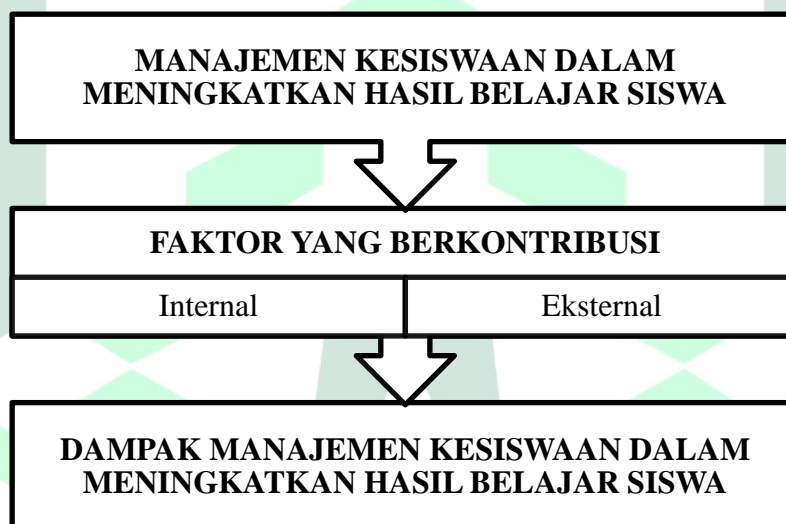 MANAJEMEN KESISWAAN DALAM
MENINGKATKAN HASIL BELAJAR SISWA
FAKTOR YANG BERKONTRIBUSI
Internal
Eksternal
DAMPAK MANAJEMEN KESISWAAN DALAM
MENINGKATKAN HASIL BELAJAR SISWA